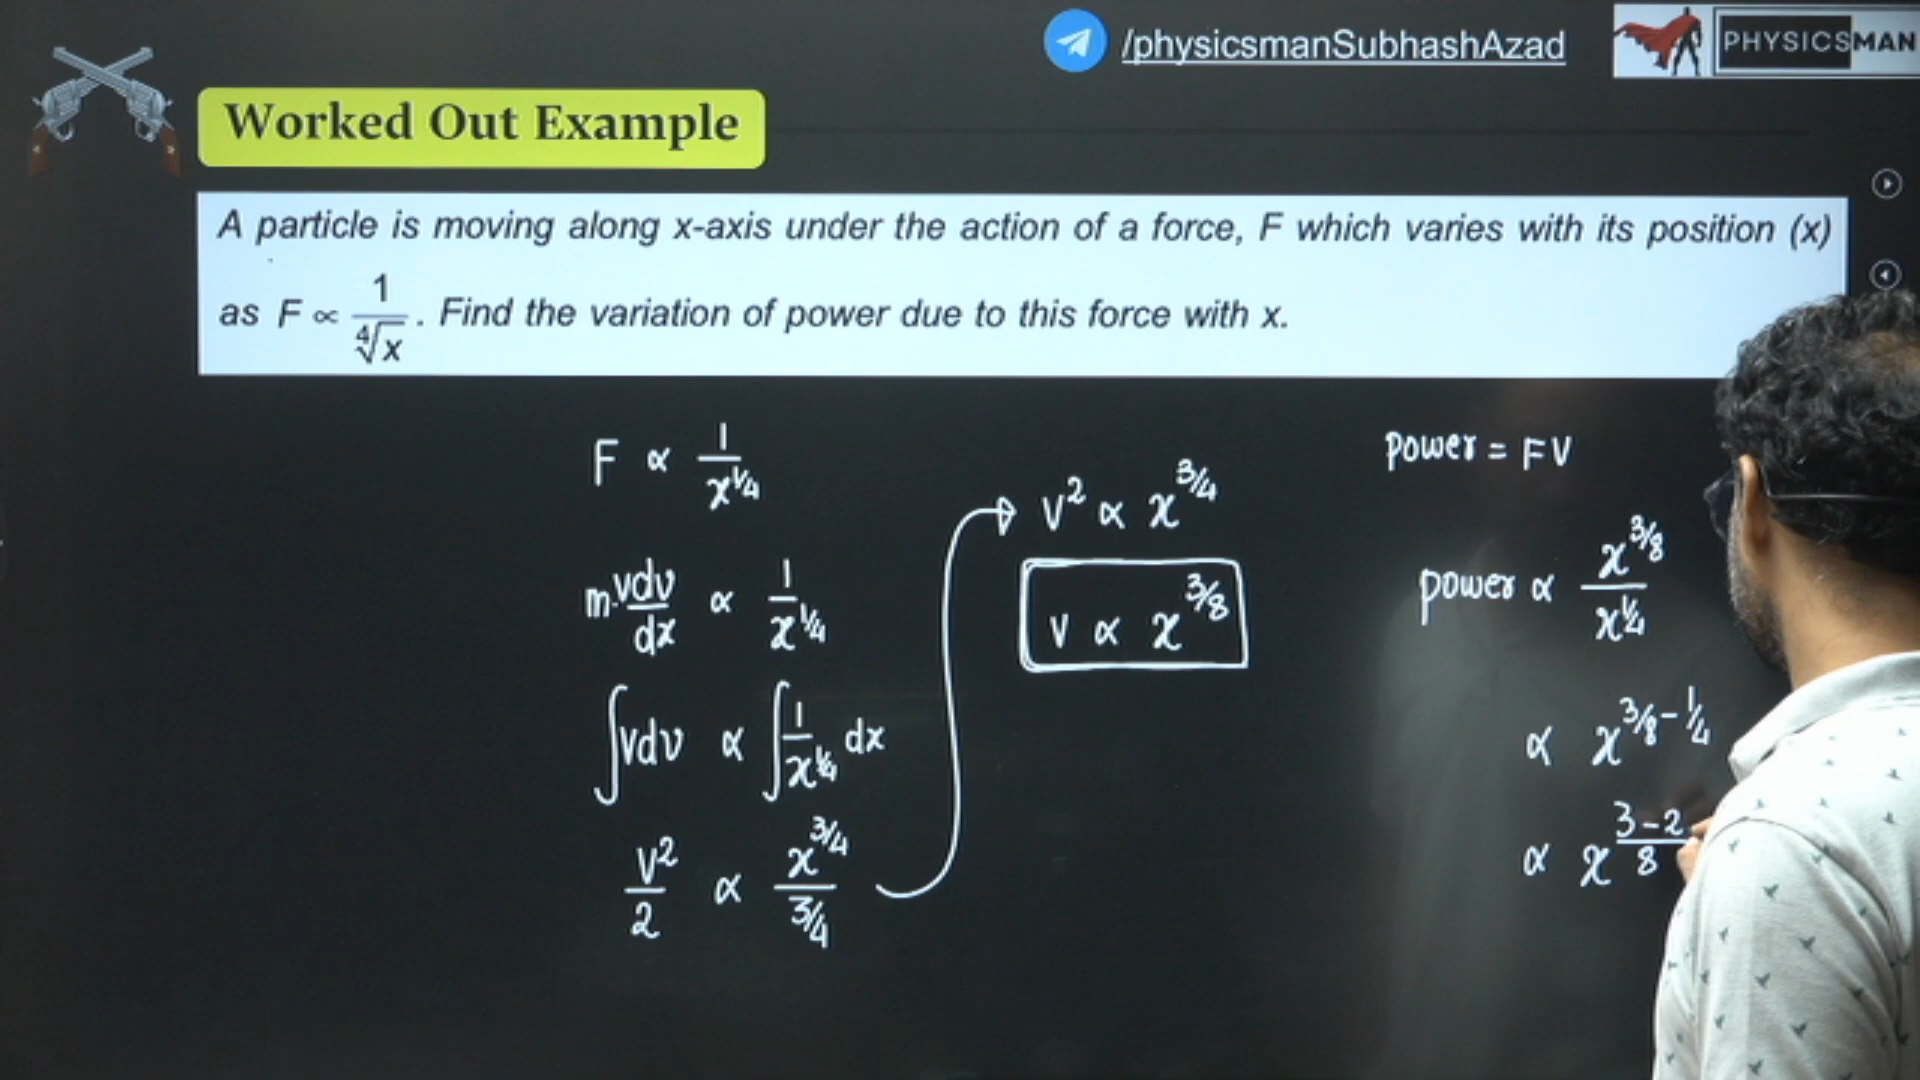 /physicsmanSubhashAzad
PHYSICSMAN
Worked Out Example
A particle is moving along x-axis under the action of a force, F which varies with its position (x)
as F ∝ 1/∜x . Find the variation of power due to this force with x.
F ∝ 1/x^1/4
m.vdv/dx ∝ 1/x^1/4
∫vdv ∝ ∫1/x^1/4 dx
v²/2 ∝ x^3/4 / 3/4
v² ∝ x^3/4
v ∝ x^3/8
Power = FV
power ∝ x^3/8 / x^1/4
∝ x^3/8 - 1/4
∝ x^(3-2)/8